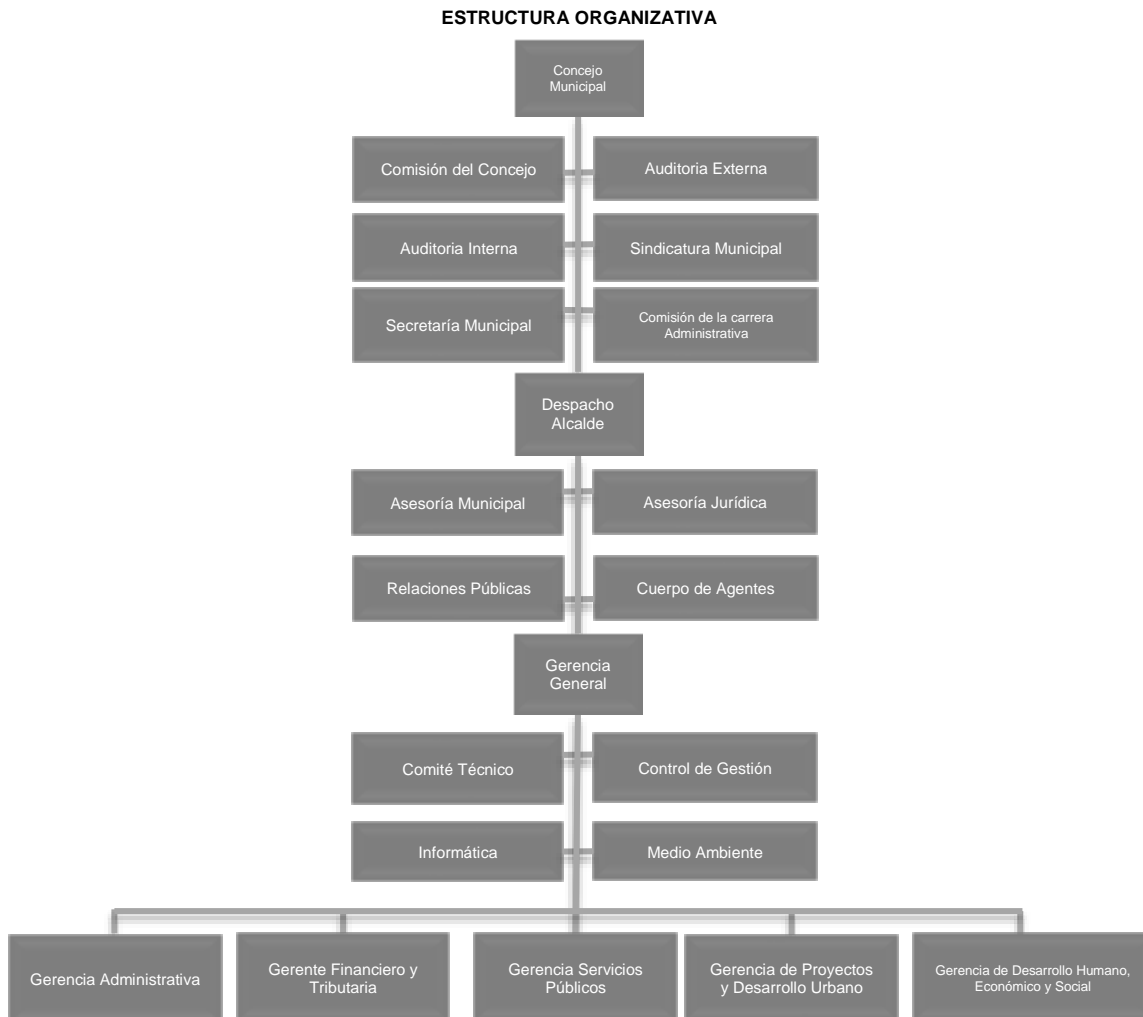 ESTRUCTURA ORGANIZATIVA
Concejo
Municipal
Comisión del Concejo
Auditoria Externa
Auditoria Interna
Sindicatura Municipal
Secretaría Municipal
Comisión de la carrera
Administrativa
Despacho
Alcalde
Asesoría Municipal
Asesoría Jurídica
Relaciones Públicas
Cuerpo de Agentes
Gerencia
General
Comité Técnico
Control de Gestión
Informática
Medio Ambiente
Gerencia Administrativa
Gerente Financiero y
Tributaria
Gerencia Servicios
Públicos
Gerencia de Proyectos
y Desarrollo Urbano
Gerencia de Desarrollo Humano,
Económico y Social